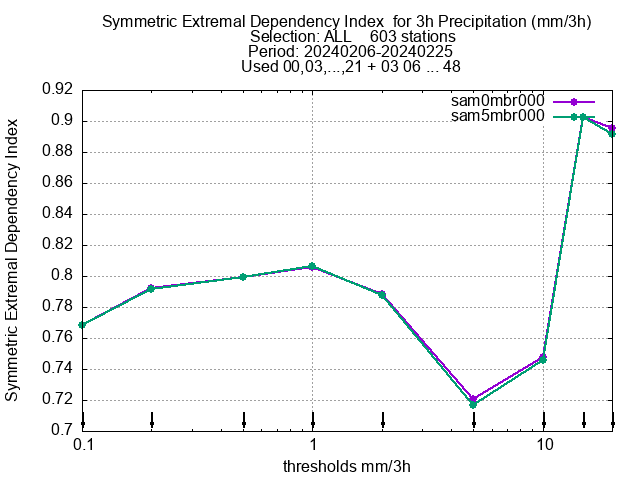 Symmetric Extremal Dependency Index  for 3h Precipitation (mm/3h)
Selection: ALL    603 stations
Period: 20240206-20240225
Used 00,03,...,21 + 03 06 ... 48
sam0mbr000
sam5mbr000
Symmetric Extremal Dependency Index
0.92
0.9
0.88
0.86
0.84
0.82
0.8
0.78
0.76
0.74
0.72
0.7
0.1 1 10
thresholds mm/3h